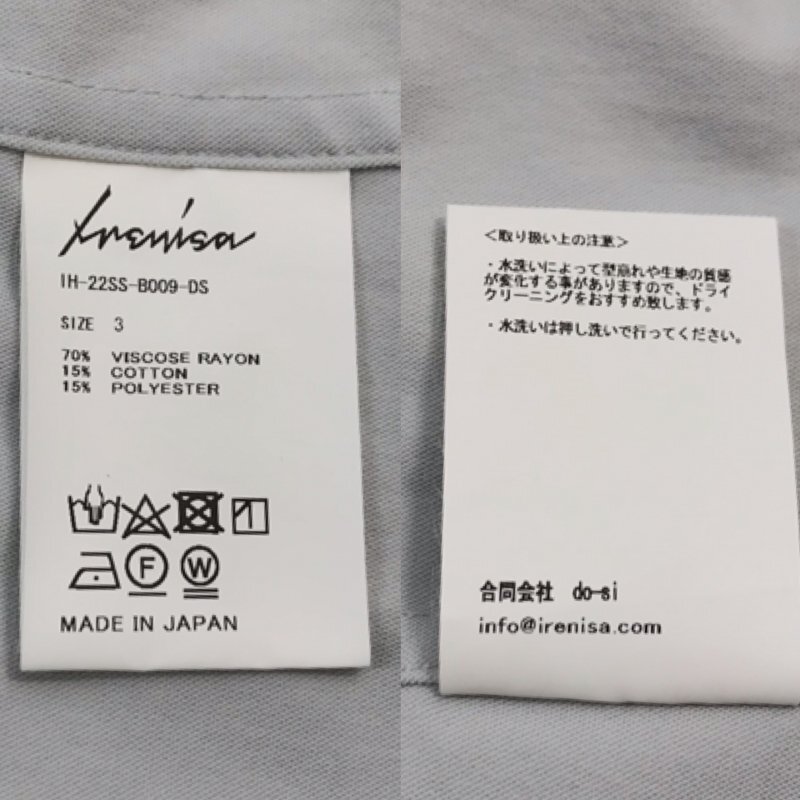 Irenisa
IH-22SS-B009-DS
SIZE 3
70% VISCOSE RAYON
15% COTTON
15% POLYESTER
F
W
MADE IN JAPAN
<取り扱い上の注意>
・水洗いによって型崩れや生地の質感
が変化する事がありますので、ドライ
クリーニングをおすすめ致します。
・水洗いは押し洗いで行ってください。
合同会社 do-si
info@irenisa.com